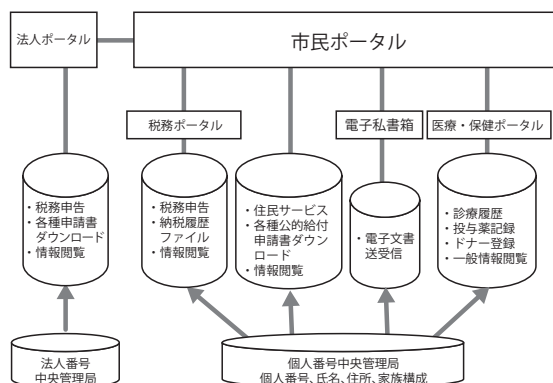 法人ポータル
市民ポータル
税務ポータル
電子私書箱
医療・保健ポータル
・税務申告
・各種申請書
ダウンロード
・情報閲覧
・税務申告
・納税履歴
ファイル
・情報閲覧
・住民サービス
・各種公的給付
申請書ダウン
ロード
・情報閲覧
・電子文書
送受信
・診療履歴
・投与薬記録
・ドナー登録
・一般情報閲覧
法人番号
中央管理局
個人番号中央管理局
個人番号、氏名、住所、家族構成